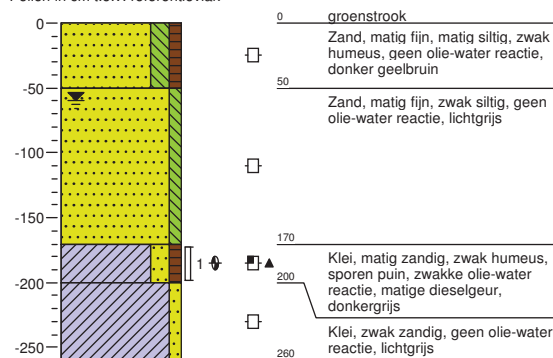 0
groenstrook
0
Zand, matig fijn, matig siltig, zwak
humeus, geen olie-water reactie,
donker geelbruin
-50
50
Zand, matig fijn, zwak siltig, geen
olie-water reactie, lichtgrijs
-100
-150
170
1
Klei, matig zandig, zwak humeus,
sporen puin, zwakke olie-water
reactie, matige dieselgeur,
donkergrijs
-200
200
Klei, zwak zandig, geen olie-water
reactie, lichtgrijs
-250
260